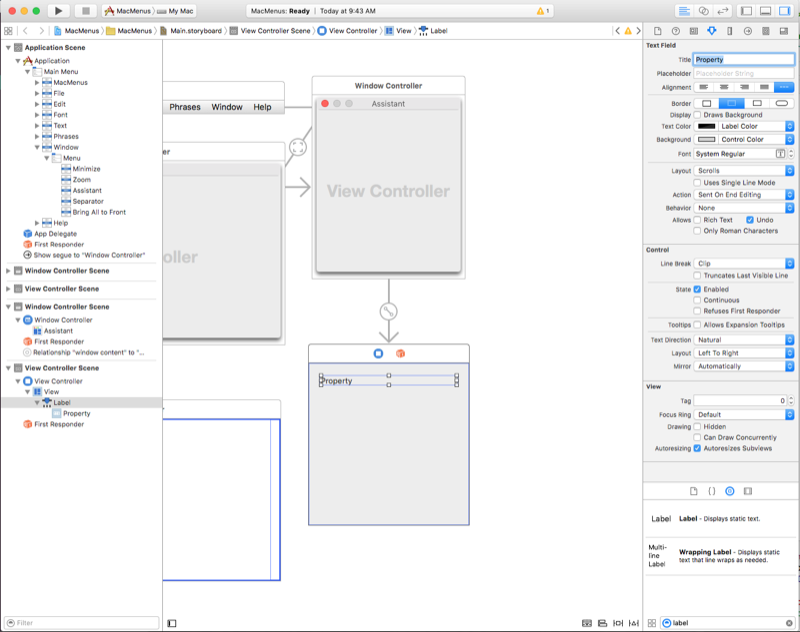 MacMenus
My Mac
MacMenus: Ready | Today at 9:43 AM
1
MacMenus
MacMenus
Main.storyboard
View Controller Scene
View Controller
View
Label
Application Scene
Application
Main Menu
MacMenus
File
Edit
Font
Text
Phrases
Window
Menu
Minimize
Zoom
Assistant
Separator
Bring All to Front
Help
App Delegate
First Responder
Show segue to "Window Controller"
Window Controller Scene
View Controller Scene
Window Controller Scene
Window Controller
Assistant
First Responder
Relationship "window content" to "...
View Controller Scene
View Controller
View
Label
Property
First Responder
Filter
Phrases Window Help
er
oller
Window Controller
Assistant
View Controller
Property
Text Field
Title Property
Placeholder Placeholder String
Alignment
Border
Display Draws Background
Text Color Label Color
Background Control Color
Font System Regular
Layout Scrolls
Uses Single Line Mode
Action Sent On End Editing
Behavior None
Allows Rich Text Undo
Only Roman Characters
Control
Line Break Clip
Truncates Last Visible Line
State Enabled
Continuous
Refuses First Responder
Tooltips Allows Expansion Tooltips
Text Direction Natural
Layout Left To Right
Mirror Automatically
View
Tag 0
Focus Ring Default
Drawing Hidden
Can Draw Concurrently
Autoresizing Autoresizes Subviews
Label Label - Displays static text.
Multi-line Label
Wrapping Label - Displays static
text that line wraps as needed.
label